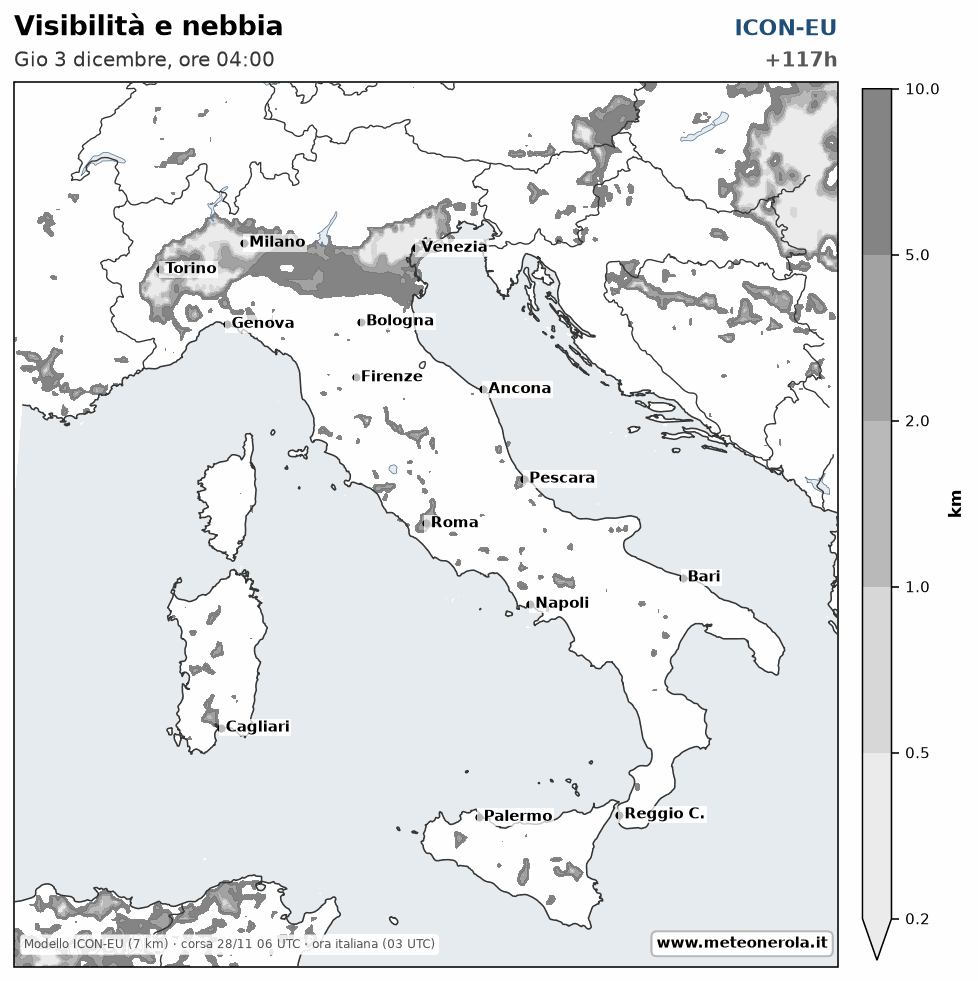 Visibilità e nebbia
ICON-EU
Gio 3 dicembre, ore 04:00
+117h
10.0
5.0
2.0
1.0
0.5
0.2
km
Milano
Venezia
Torino
Genova
Bologna
Firenze
Ancona
Pescara
Roma
Bari
Napoli
Cagliari
Palermo
Reggio C.
Modello ICON-EU (7 km) · corsa 28/11 06 UTC · ora italiana (03 UTC)
www.meteonerola.it